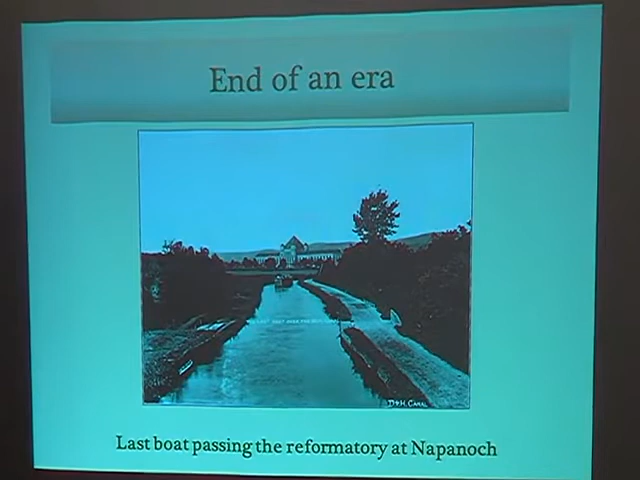 End of an era
D & H. CANAL
Last boat passing the reformatory at Napanoch